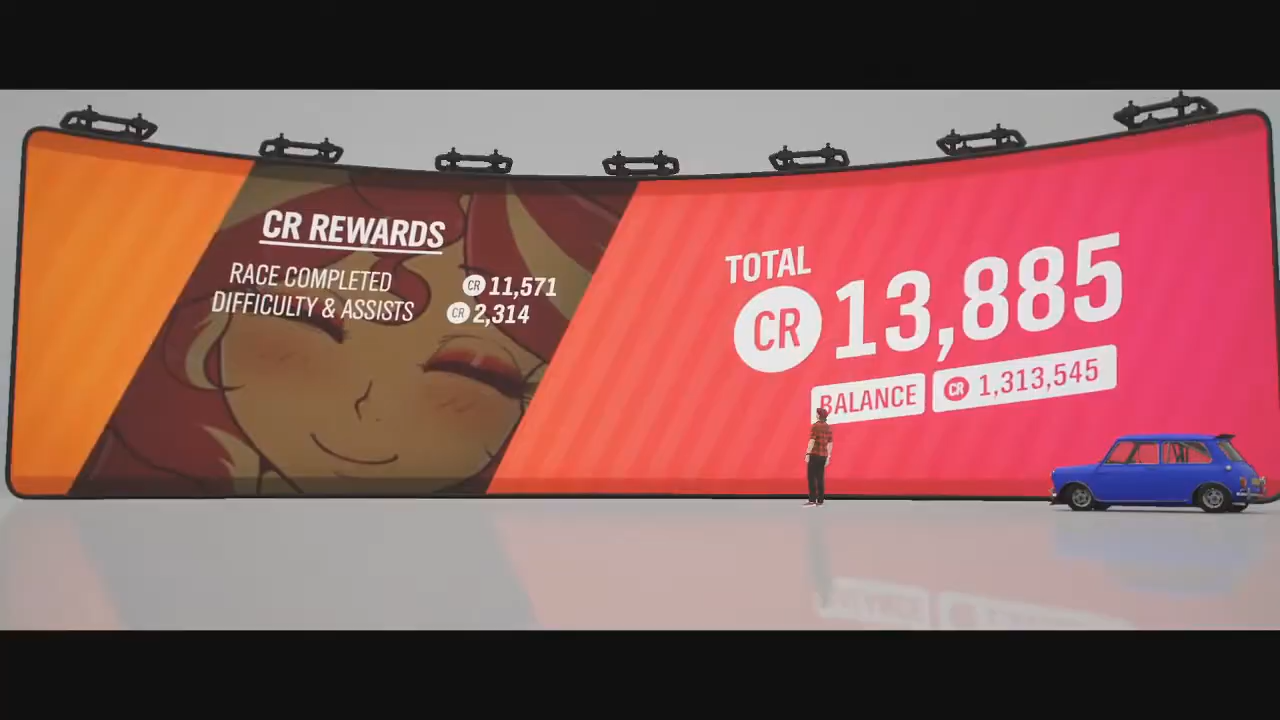 CR REWARDS
RACE COMPLETED CR 11,571
DIFFICULTY & ASSISTS CR 2,314
TOTAL
CR 13,885
BALANCE CR 1,313,545